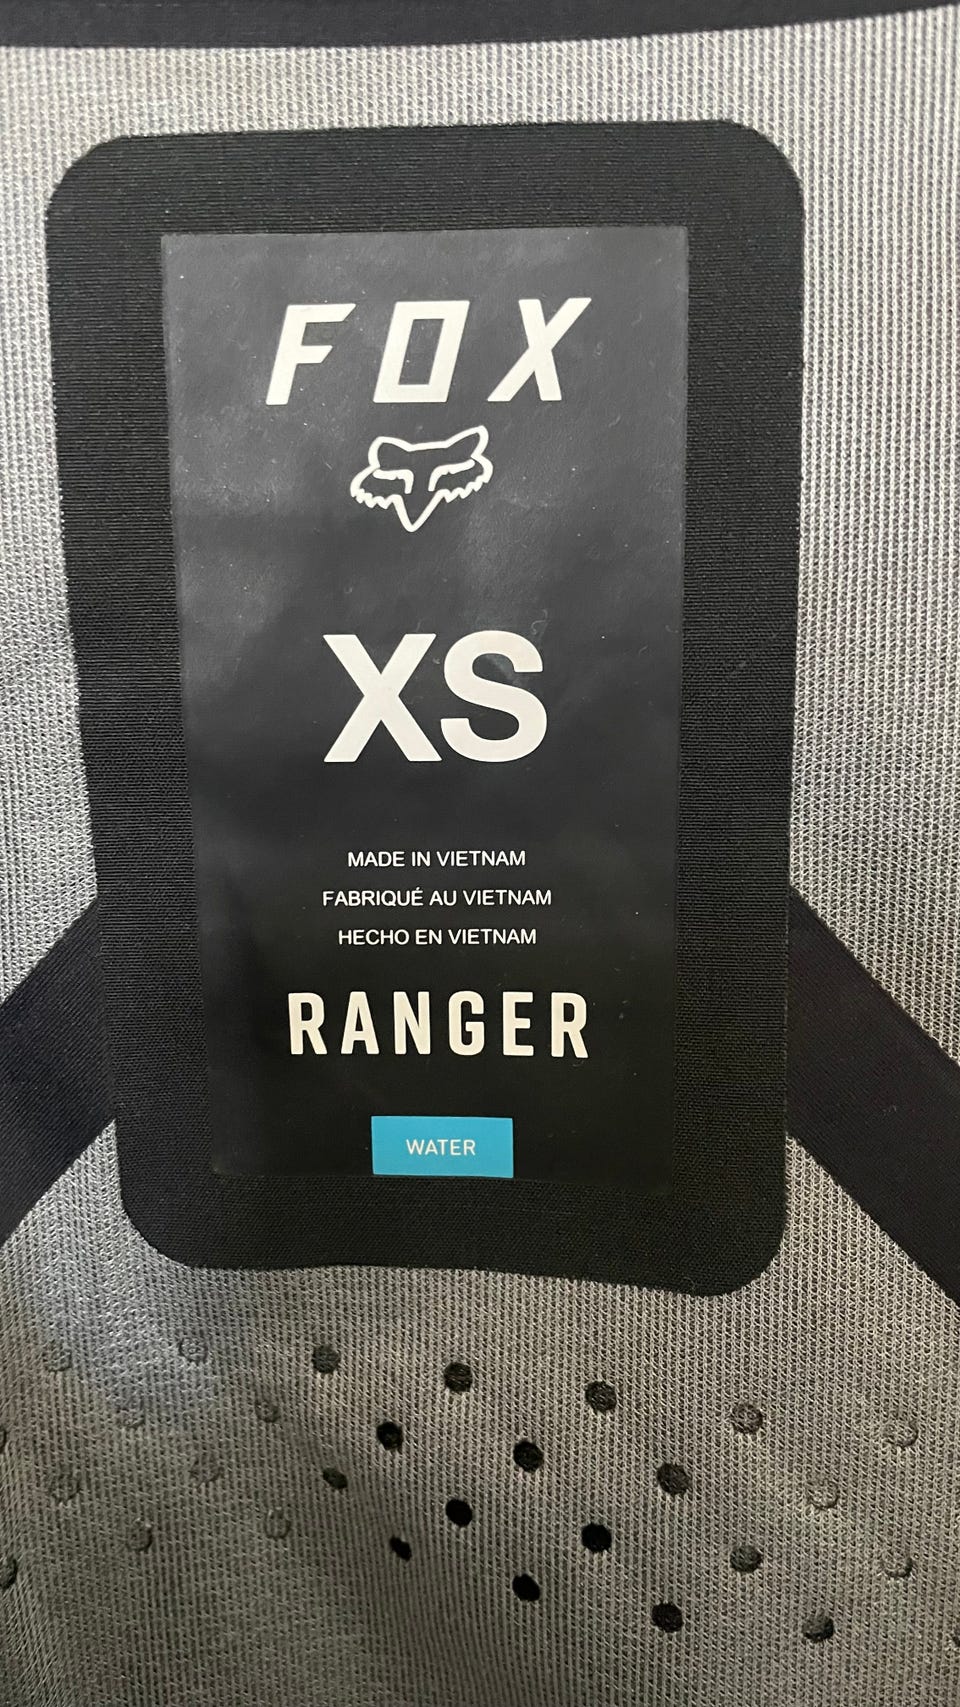 FOX
XS
MADE IN VIETNAM
FABRIQUÉ AU VIETNAM
HECHO EN VIETNAM
RANGER
WATER